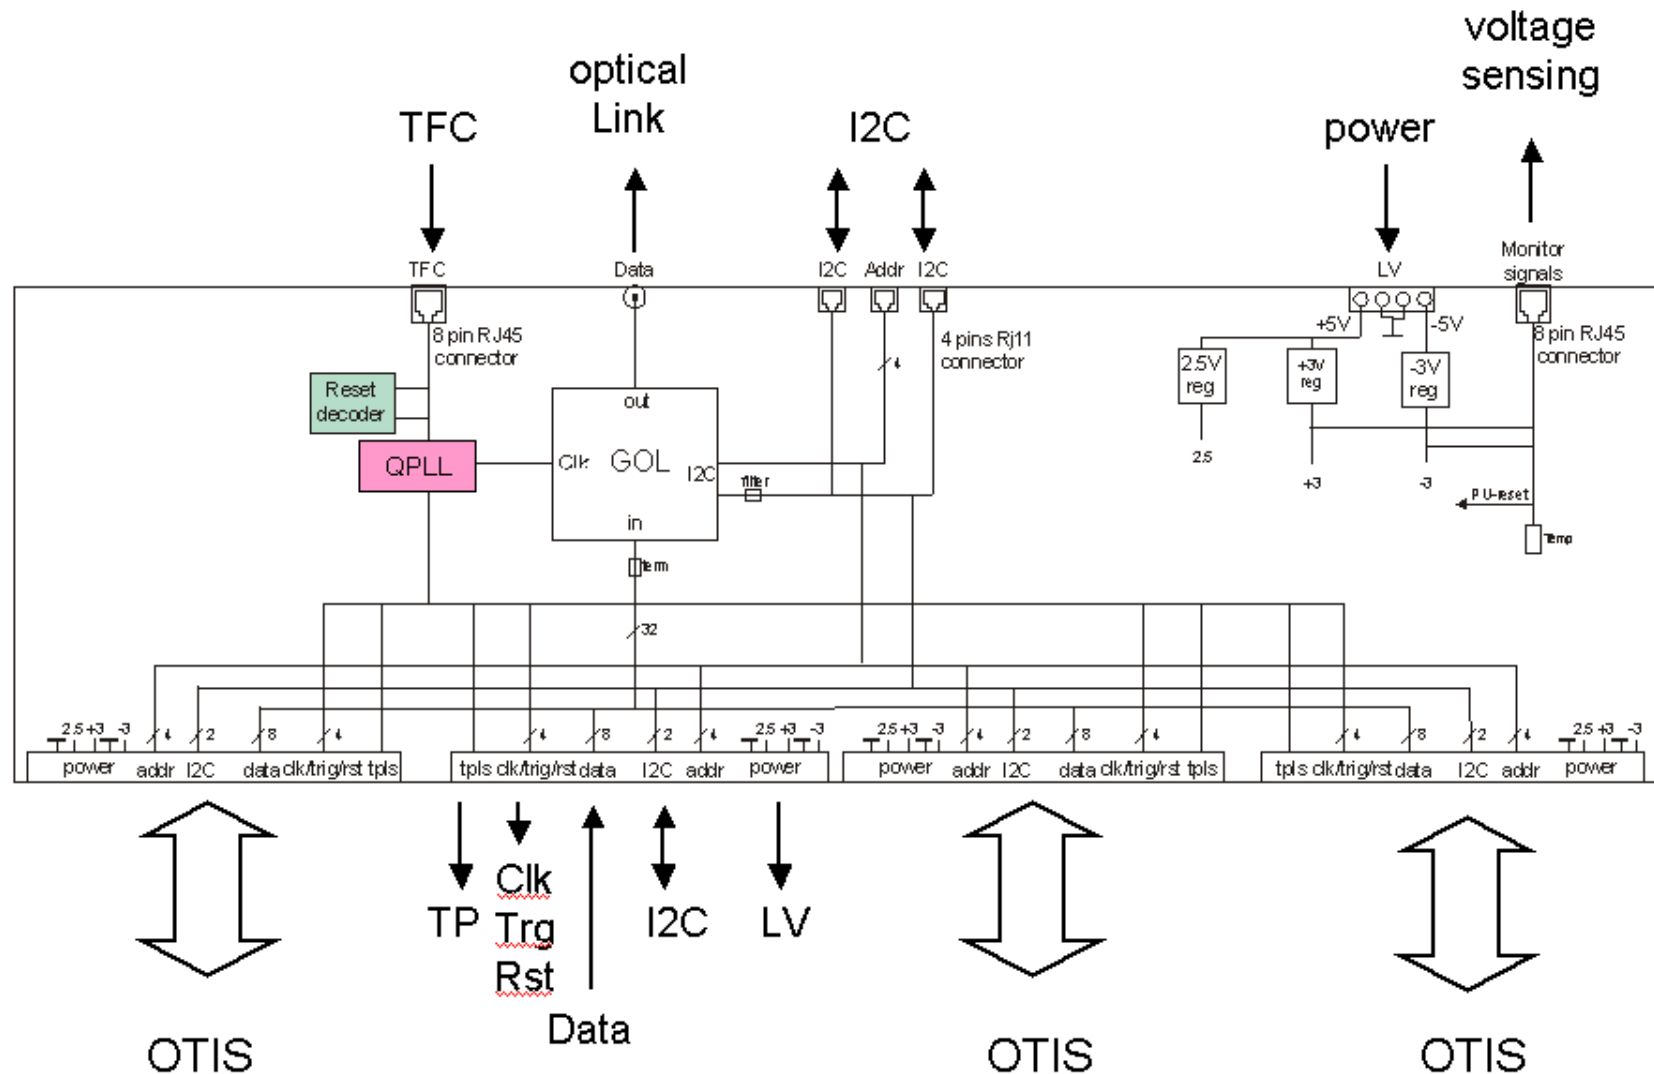 voltage
sensing
optical
Link
TFC
I2C
power
TFC
Data
I2C Addr I2C
LV
Monitor
signals
8 pin RJ45
connector
4 pins Rj11
connector
+5V
-5V
8 pin RJ45
connector
Reset
decoder
4
2.5V
reg
+3V
reg
-3V
reg
out
QPLL
Clk GOL
I2C
filter
2.5
+3
-3
PU-reset
in
Temp
term
32
2.5 +3 -3 4 2 8 4
4 8 2 4 2.5 +3 -3
2.5 +3 -3 4 2 8 4
4 8 2 4 2.5 +3 -3
power addr I2C data clk/trig/rst tpls
tpls clk/trig/rst data I2C addr power
power addr I2C data clk/trig/rst tpls
tpls clk/trig/rst data I2C addr power
TP
Clk
Trg
Rst
Data
I2C
LV
OTIS
OTIS
OTIS